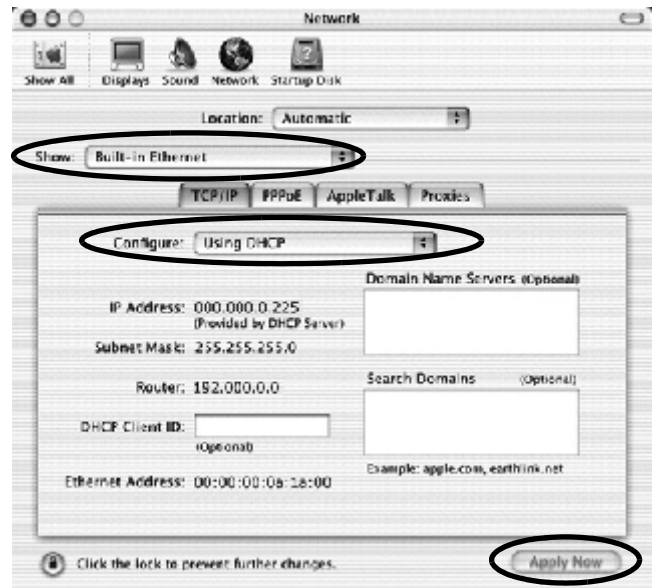 Network
Show All Displays Sound Network Startup Disk
Location: Automatic
Show: Built-in Ethernet
TCP/IP PPPoE AppleTalk Proxies
Configure: Using DHCP
Domain Name Servers (Optional)
IP Address: 000.000.0.225
(Provided by DHCP Server)
Subnet Mask: 255.255.255.0
Search Domains (Optional)
Router: 192.000.0.0
DHCP Client ID:
(Optional)
Example: apple.com, earthlink.net
Ethernet Address: 00:00:00:0a:1a:00
Click the lock to prevent further changes.
Apply Now